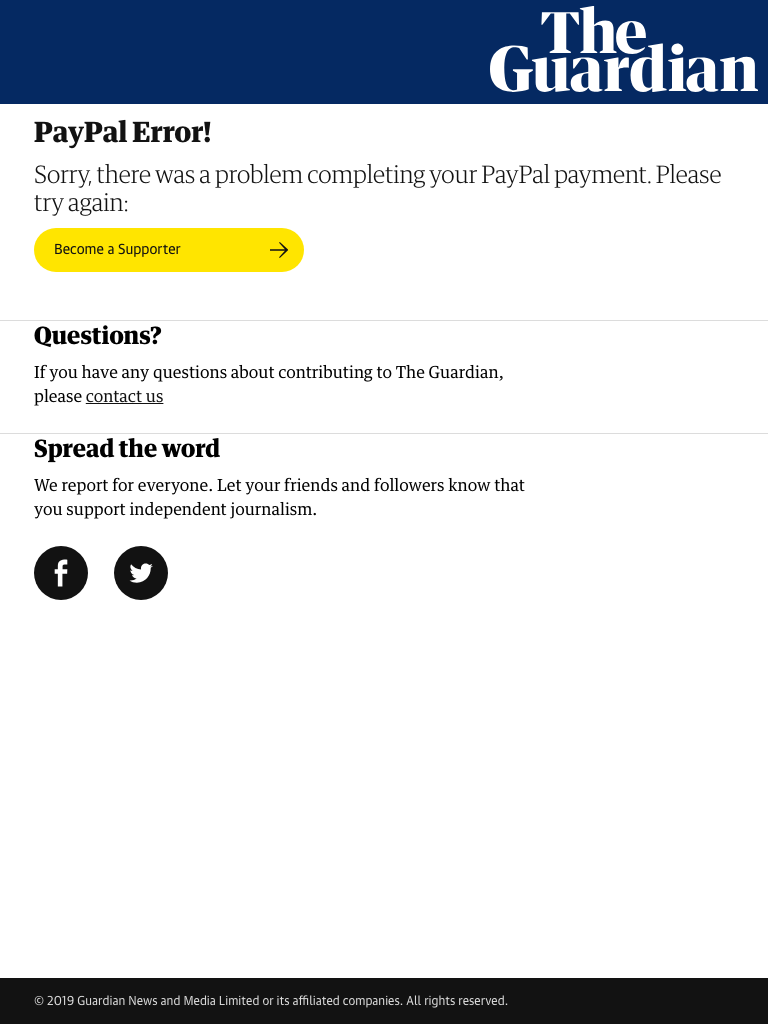 The
Guardian
PayPal Error!
Sorry, there was a problem completing your PayPal payment. Please
try again:
Become a Supporter
Questions?
If you have any questions about contributing to The Guardian,
please contact us
Spread the word
We report for everyone. Let your friends and followers know that
you support independent journalism.
© 2019 Guardian News and Media Limited or its affiliated companies. All rights reserved.